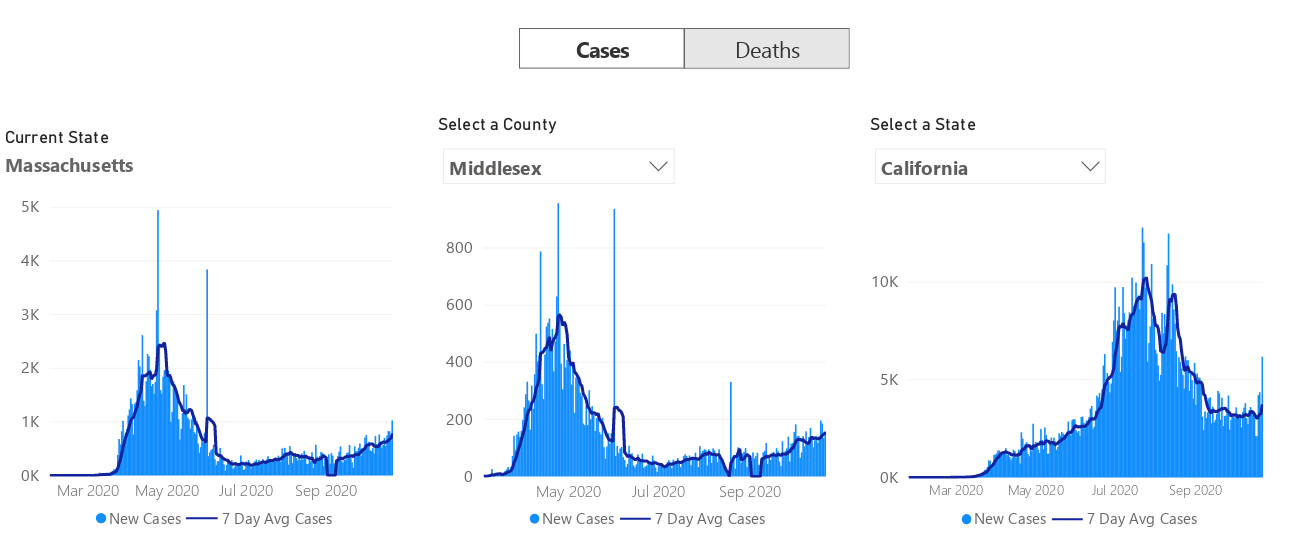 Cases Deaths
Current State
Massachusetts
5K
4K
3K
2K
1K
0K
Mar 2020 May 2020 Jul 2020 Sep 2020
New Cases 7 Day Avg Cases
Select a County
Middlesex
800
600
400
200
0
May 2020 Jul 2020 Sep 2020
New Cases 7 Day Avg Cases
Select a State
California
10K
5K
0K
Mar 2020 May 2020 Jul 2020 Sep 2020
New Cases 7 Day Avg Cases